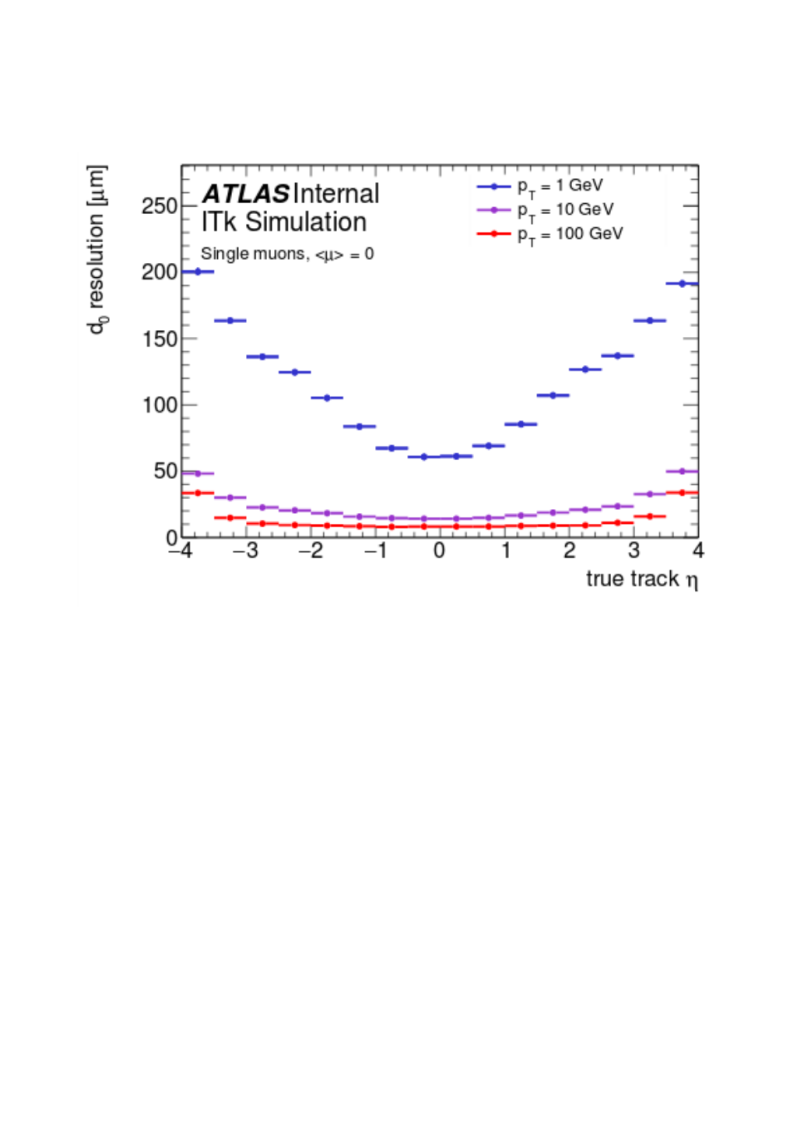 ATLAS Internal
ITk Simulation
Single muons, <μ> = 0
p_T = 1 GeV
p_T = 10 GeV
p_T = 100 GeV
d_0 resolution [μm]
250
200
150
100
50
0
−4 −3 −2 −1 0 1 2 3 4
true track η